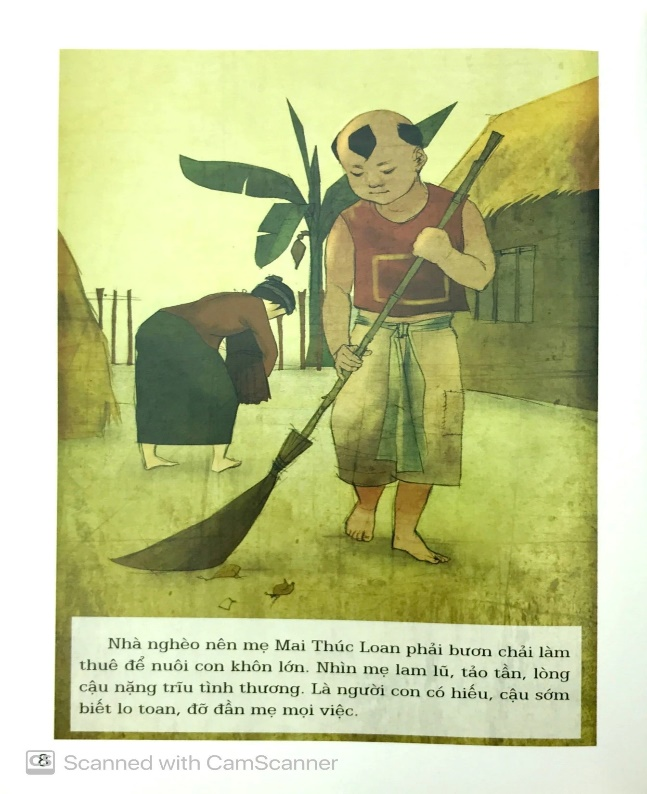 Nhà nghèo nên mẹ Mai Thúc Loan phải bươn chải làm
thuê để nuôi con khôn lớn. Nhìn mẹ lam lũ, tảo tần, lòng
cậu nặng trĩu tình thương. Là người con có hiếu, cậu sớm
biết lo toan, đỡ đần mẹ mọi việc.
CS Scanned with CamScanner